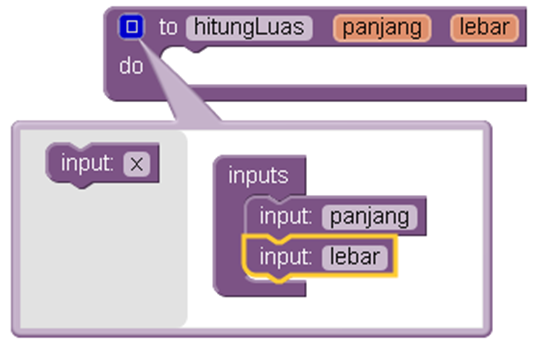 to hitungLuas panjang lebar
do
input: x
inputs
input: panjang
input: lebar